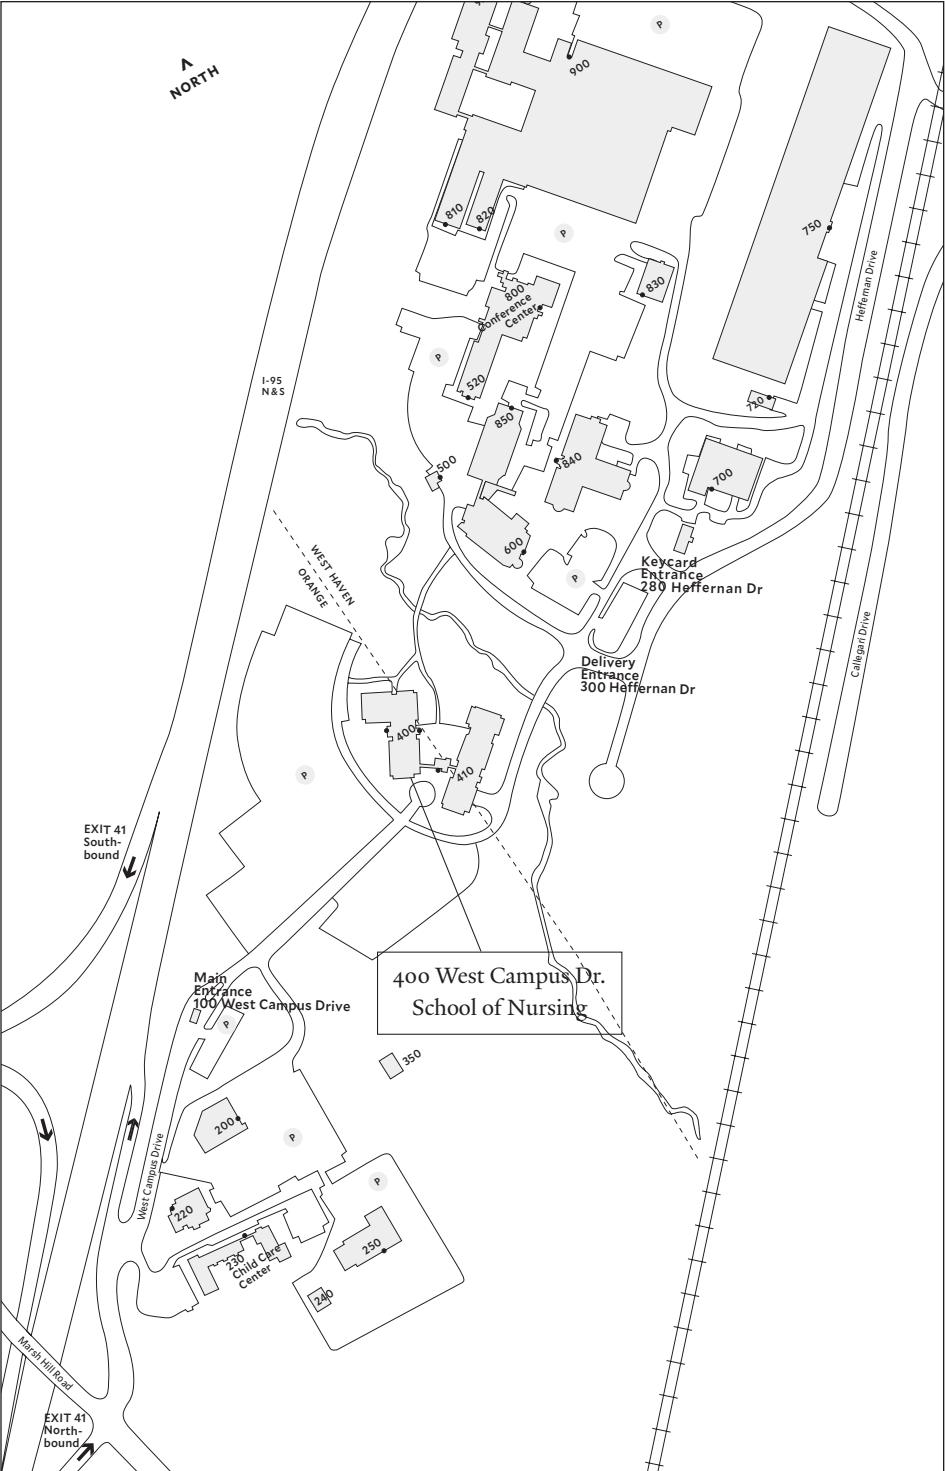 P
900
NORTH
810
820
P
750
830
800
Conference
Center
Heffernan Drive
P
I-95
N & S
520
720
850
500
840
700
600
WEST HAVEN
ORANGE
P
Keycard
Entrance
280 Heffernan Dr
Callegari Drive
Delivery
Entrance
300 Heffernan Dr
400
410
P
EXIT 41
South-
bound
400 West Campus Dr.
School of Nursing
Main
Entrance
100 West Campus Drive
P
350
200
P
West Campus Drive
P
220
230
Child Care
Center
250
240
Marsh Hill Road
EXIT 41
North-
bound